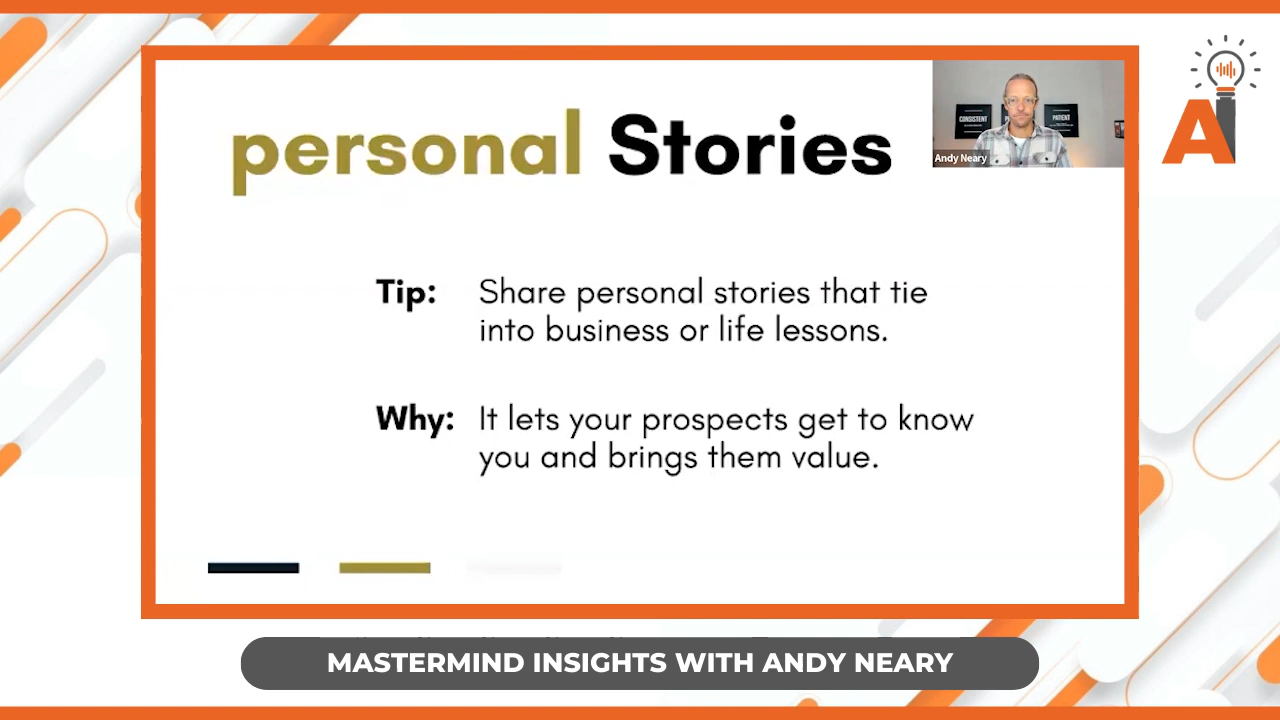 personal Stories
CONSISTENT
PATIENT
Andy Neary
AI
Tip: Share personal stories that tie
into business or life lessons.
Why: It lets your prospects get to know
you and brings them value.
MASTERMIND INSIGHTS WITH ANDY NEARY